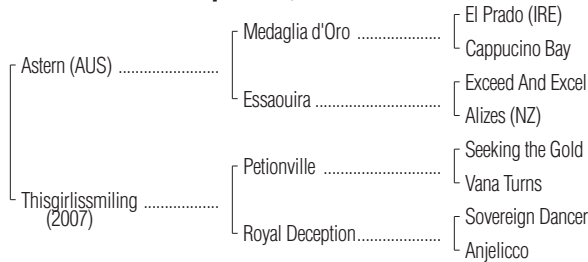 El Prado (IRE)
Medaglia d'Oro ....................
Cappucino Bay
Astern (AUS) ........................
Exceed And Excel
Essaouira ............................
Alizes (NZ)
Seeking the Gold
Petionville ............................
Vana Turns
Thisgirlissmiling ..................
(2007)
Sovereign Dancer
Royal Deception....................
Anjelicco